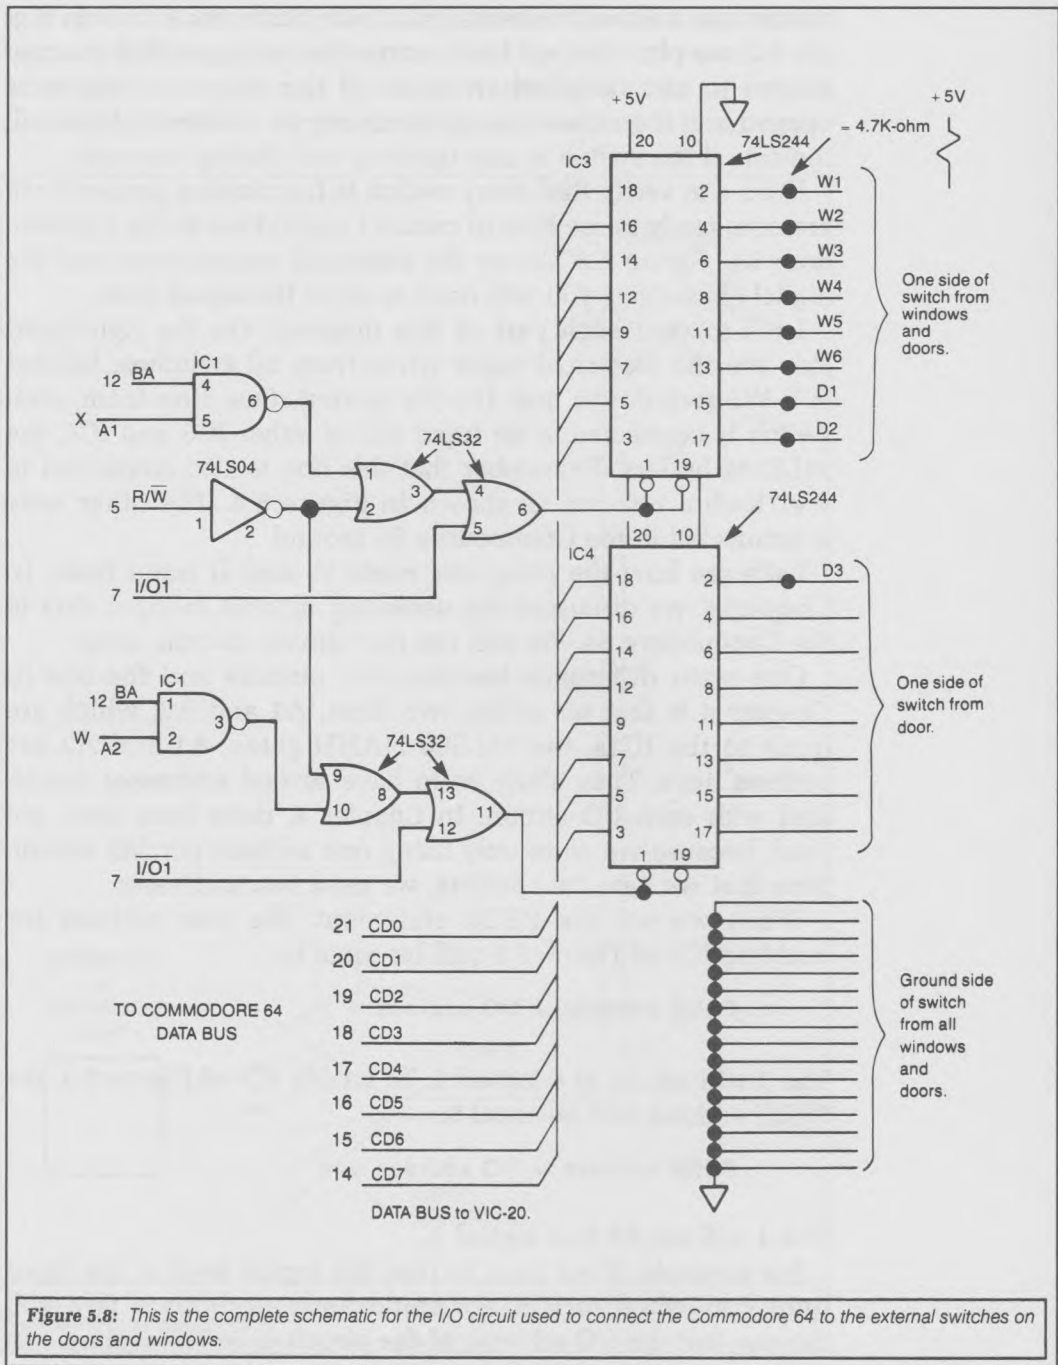 + 5V
+ 5V
20 10
74LS244
= 4.7K-ohm
IC3
18 2 W1
16 4 W2
14 6 W3
12 8 W4
9 11 W5
7 13 W6
5 15 D1
3 17 D2
1 19
One side of
switch from
windows
and
doors.
IC1
12 BA 4
X A1 5
74LS32
74LS04
R/W
5 1 2
1 2 3
4 5 6
I/O1
7
74LS244
IC4
20 10
18 2 D3
16 4
14 6
12 8
9 11
7 13
5 15
3 17
1 19
One side of
switch from
door.
IC1
12 BA 1
W A2 2
3
74LS32
9 10 8
13 12 11
I/O1
7
21 CD0
20 CD1
19 CD2
18 CD3
17 CD4
16 CD5
15 CD6
14 CD7
TO COMMODORE 64
DATA BUS
DATA BUS to VIC-20.
Ground side
of switch
from all
windows
and
doors.
Figure 5.8: This is the complete schematic for the I/O circuit used to connect the Commodore 64 to the external switches on
the doors and windows.